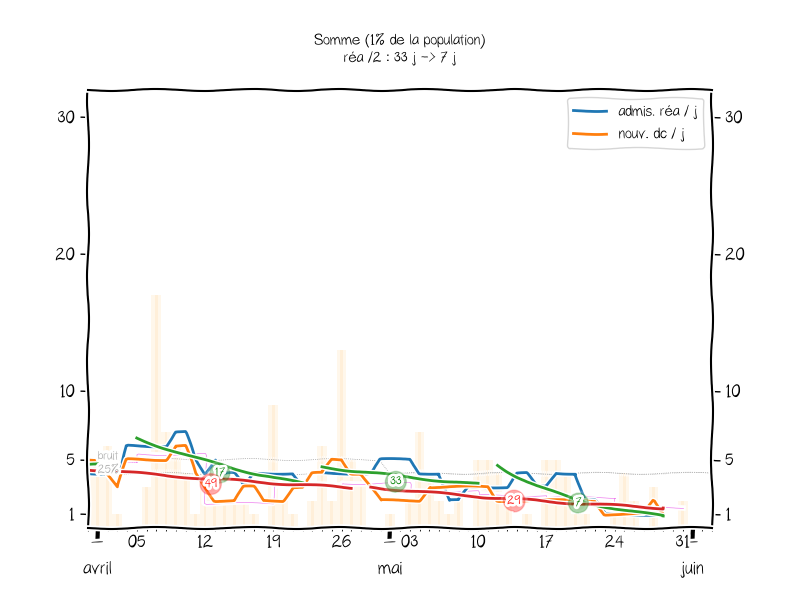 Somme (1% de la population)
réa /2 : 33 j -> 7 j
admis. réa / j
nouv. dc / j
30 30
20 20
10 10
5 5
1 1
bruit
25%
17
49
33
29
7
05 12 19 26 03 10 17 24 31
avril mai juin